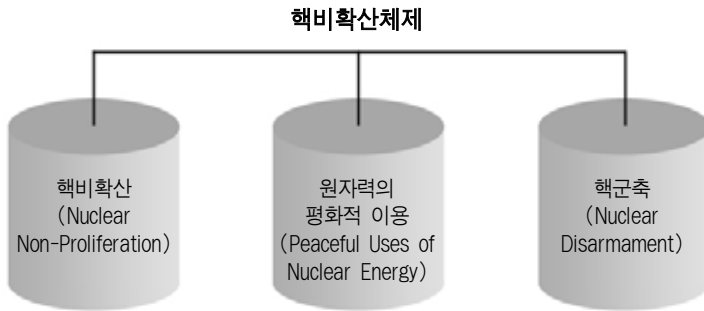 핵비확산체제
핵비확산
(Nuclear
Non-Proliferation)
원자력의
평화적 이용
(Peaceful Uses of
Nuclear Energy)
핵군축
(Nuclear
Disarmament)